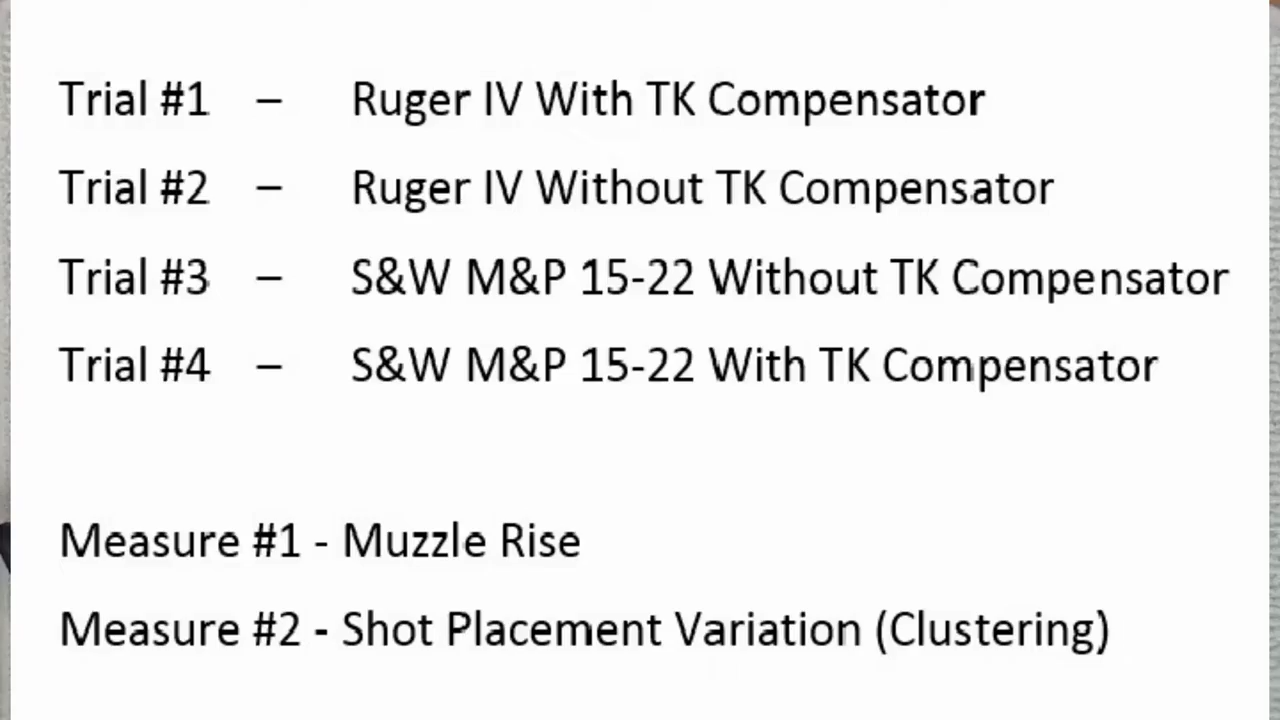 Trial #1 – Ruger IV With TK Compensator
Trial #2 – Ruger IV Without TK Compensator
Trial #3 – S&W M&P 15-22 Without TK Compensator
Trial #4 – S&W M&P 15-22 With TK Compensator
Measure #1 - Muzzle Rise
Measure #2 - Shot Placement Variation (Clustering)